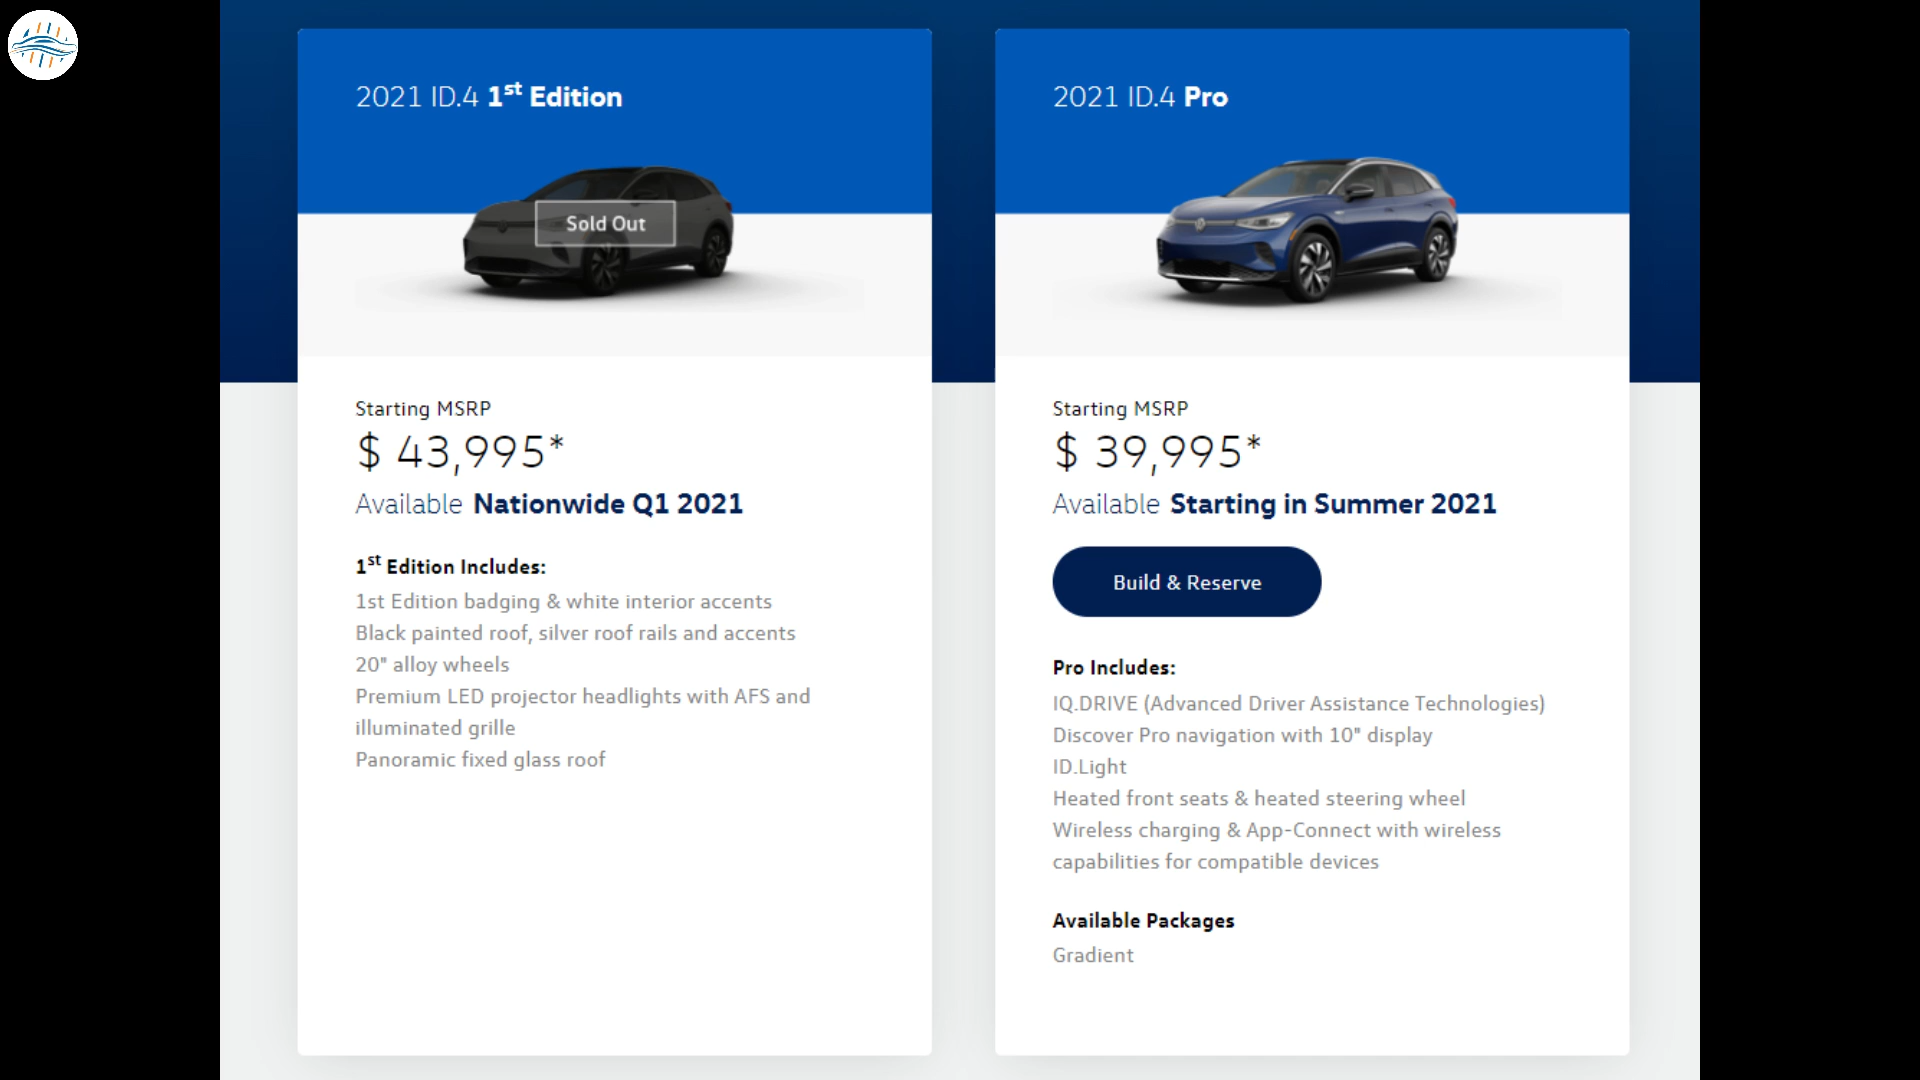 2021 ID.4 1st Edition
Sold Out
Starting MSRP
$ 43,995*
Available Nationwide Q1 2021
1st Edition Includes:
1st Edition badging & white interior accents
Black painted roof, silver roof rails and accents
20" alloy wheels
Premium LED projector headlights with AFS and
illuminated grille
Panoramic fixed glass roof
2021 ID.4 Pro
Starting MSRP
$ 39,995*
Available Starting in Summer 2021
Build & Reserve
Pro Includes:
IQ.DRIVE (Advanced Driver Assistance Technologies)
Discover Pro navigation with 10" display
ID.Light
Heated front seats & heated steering wheel
Wireless charging & App-Connect with wireless
capabilities for compatible devices
Available Packages
Gradient